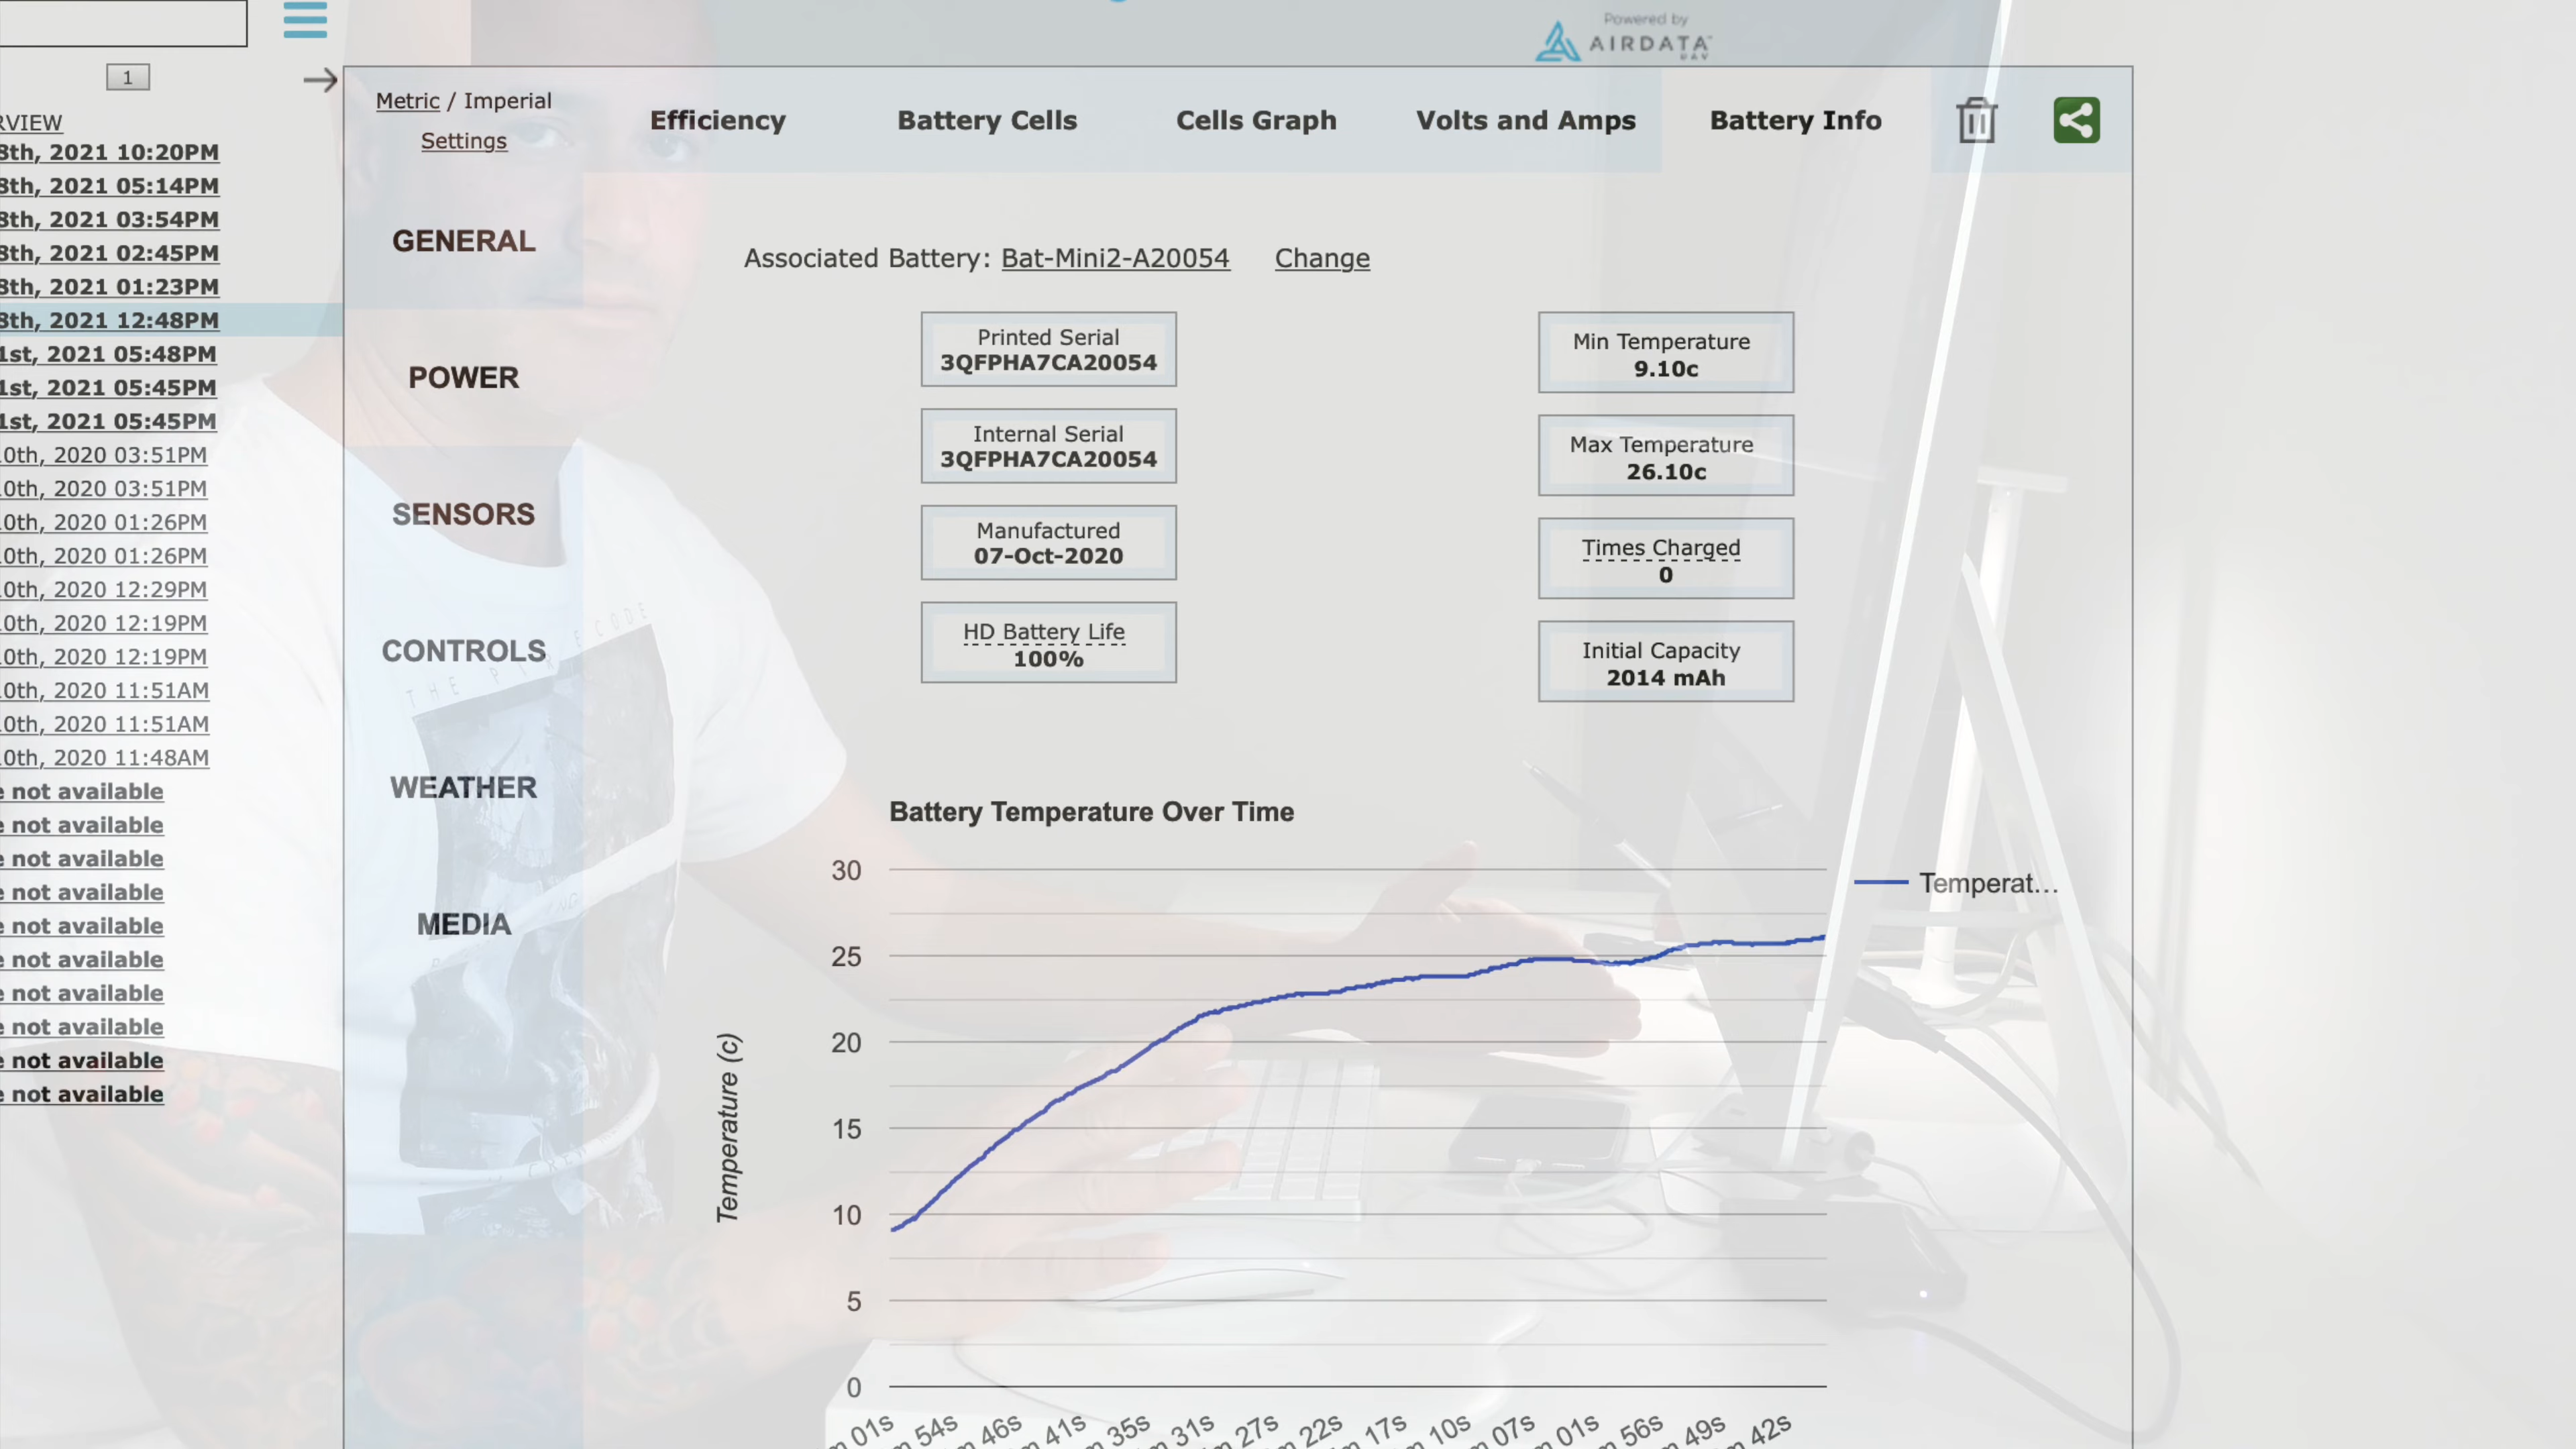 Powered by
AIRDATA
UAV
1
Metric / Imperial
Settings
Efficiency
Battery Cells
Cells Graph
Volts and Amps
Battery Info
RVIEW
8th, 2021 10:20PM
8th, 2021 05:14PM
8th, 2021 03:54PM
8th, 2021 02:45PM
8th, 2021 01:23PM
8th, 2021 12:48PM
1st, 2021 05:48PM
1st, 2021 05:45PM
1st, 2021 05:45PM
0th, 2020 03:51PM
0th, 2020 03:51PM
0th, 2020 01:26PM
0th, 2020 01:26PM
0th, 2020 12:29PM
0th, 2020 12:19PM
0th, 2020 12:19PM
0th, 2020 11:51AM
0th, 2020 11:51AM
0th, 2020 11:48AM
e not available
e not available
e not available
e not available
e not available
e not available
e not available
e not available
e not available
e not available
GENERAL
POWER
SENSORS
CONTROLS
WEATHER
MEDIA
Associated Battery: Bat-Mini2-A20054 Change
Printed Serial
3QFPHA7CA20054
Internal Serial
3QFPHA7CA20054
Manufactured
07-Oct-2020
HD Battery Life
100%
Min Temperature
9.10c
Max Temperature
26.10c
Times Charged
0
Initial Capacity
2014 mAh
Battery Temperature Over Time
30
25
20
15
10
5
0
Temperature (c)
Temperat...
01s
54s
46s
41s
35s
31s
27s
22s
17s
10s
07s
01s
56s
49s
42s